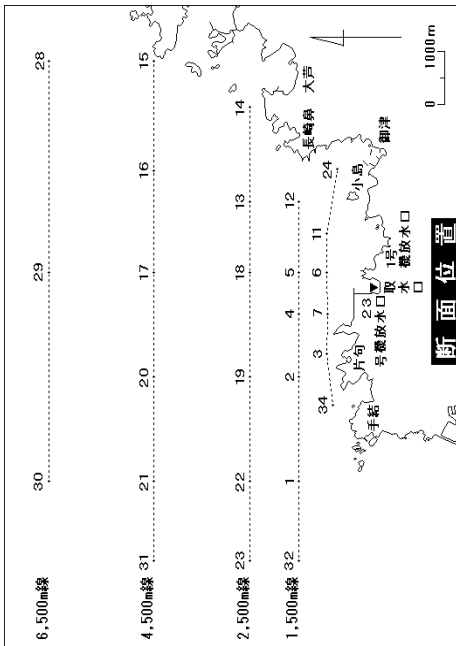 6,500m線 30 29 28
4,500m線 31 21 20 17 16 15
2,500m線 23 22 19 18 13 14
1,500m線 32 1 2 4 5 12
34 3 7 6 11 24
大芦
長崎鼻
小島
御津
手結
片句
23
号機放水口
取水口
1号
機放水口
0 1000m
断面位置